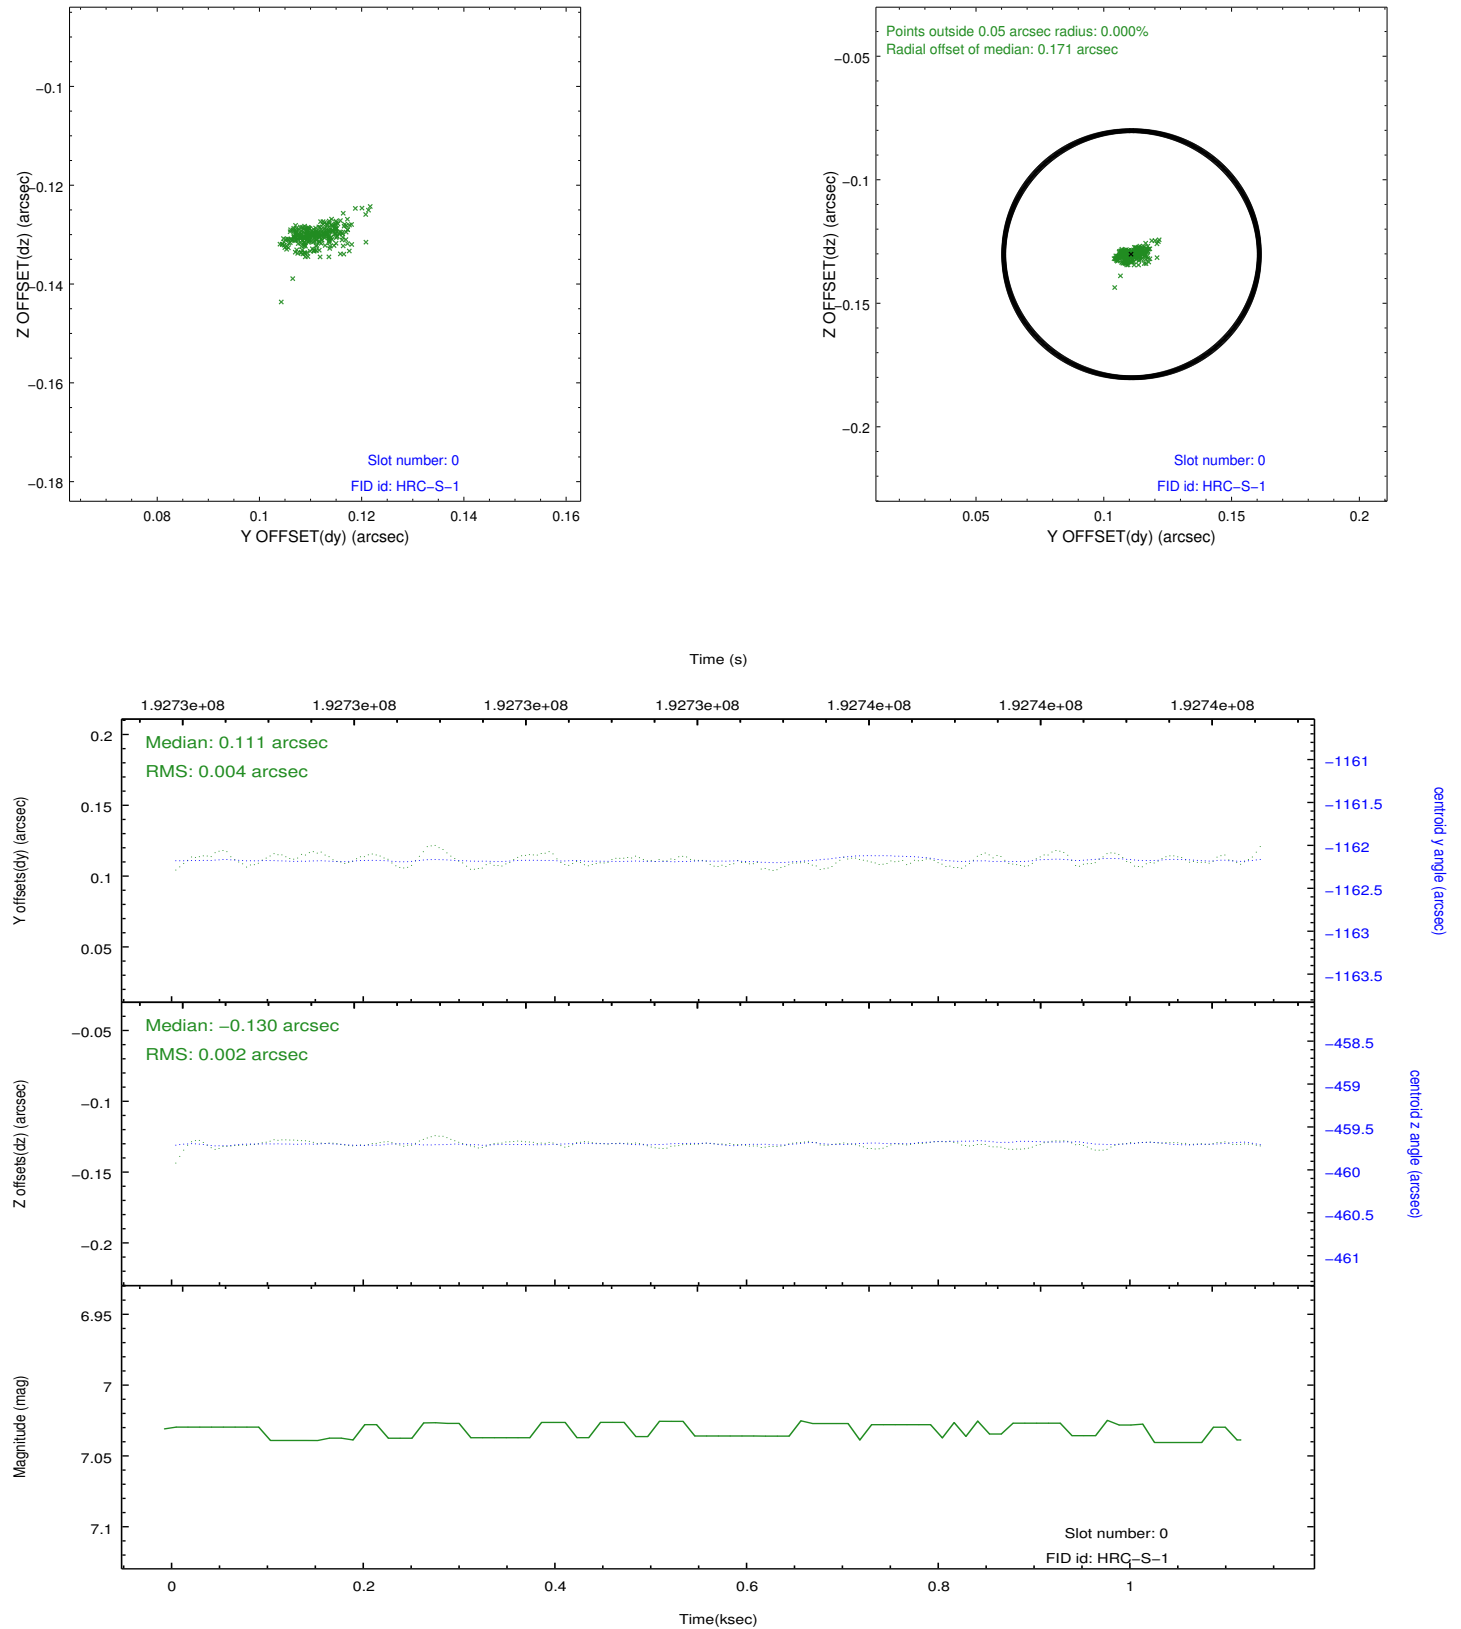 −0.1
−0.12
−0.14
−0.16
−0.18
Z OFFSET(dz) (arcsec)
Slot number: 0
FID id: HRC−S−1
0.08
0.1
0.12
0.14
0.16
Y OFFSET(dy) (arcsec)
Points outside 0.05 arcsec radius: 0.000%
Radial offset of median: 0.171 arcsec
−0.05
−0.1
−0.15
−0.2
Z OFFSET(dz) (arcsec)
Slot number: 0
FID id: HRC−S−1
0.05
0.1
0.15
0.2
Y OFFSET(dy) (arcsec)
Time (s)
1.9273e+08
1.9273e+08
1.9273e+08
1.9273e+08
1.9274e+08
1.9274e+08
1.9274e+08
Median: 0.111 arcsec
RMS: 0.004 arcsec
0.2
0.15
0.1
0.05
Y offsets(dy) (arcsec)
−1161
−1161.5
−1162
−1162.5
−1163
−1163.5
centroid y angle (arcsec)
Median: −0.130 arcsec
RMS: 0.002 arcsec
−0.05
−0.1
−0.15
−0.2
Z offsets(dz) (arcsec)
−458.5
−459
−459.5
−460
−460.5
−461
centroid z angle (arcsec)
6.95
7
7.05
7.1
Magnitude (mag)
Slot number: 0
FID id: HRC−S−1
0
0.2
0.4
0.6
0.8
1
Time(ksec)